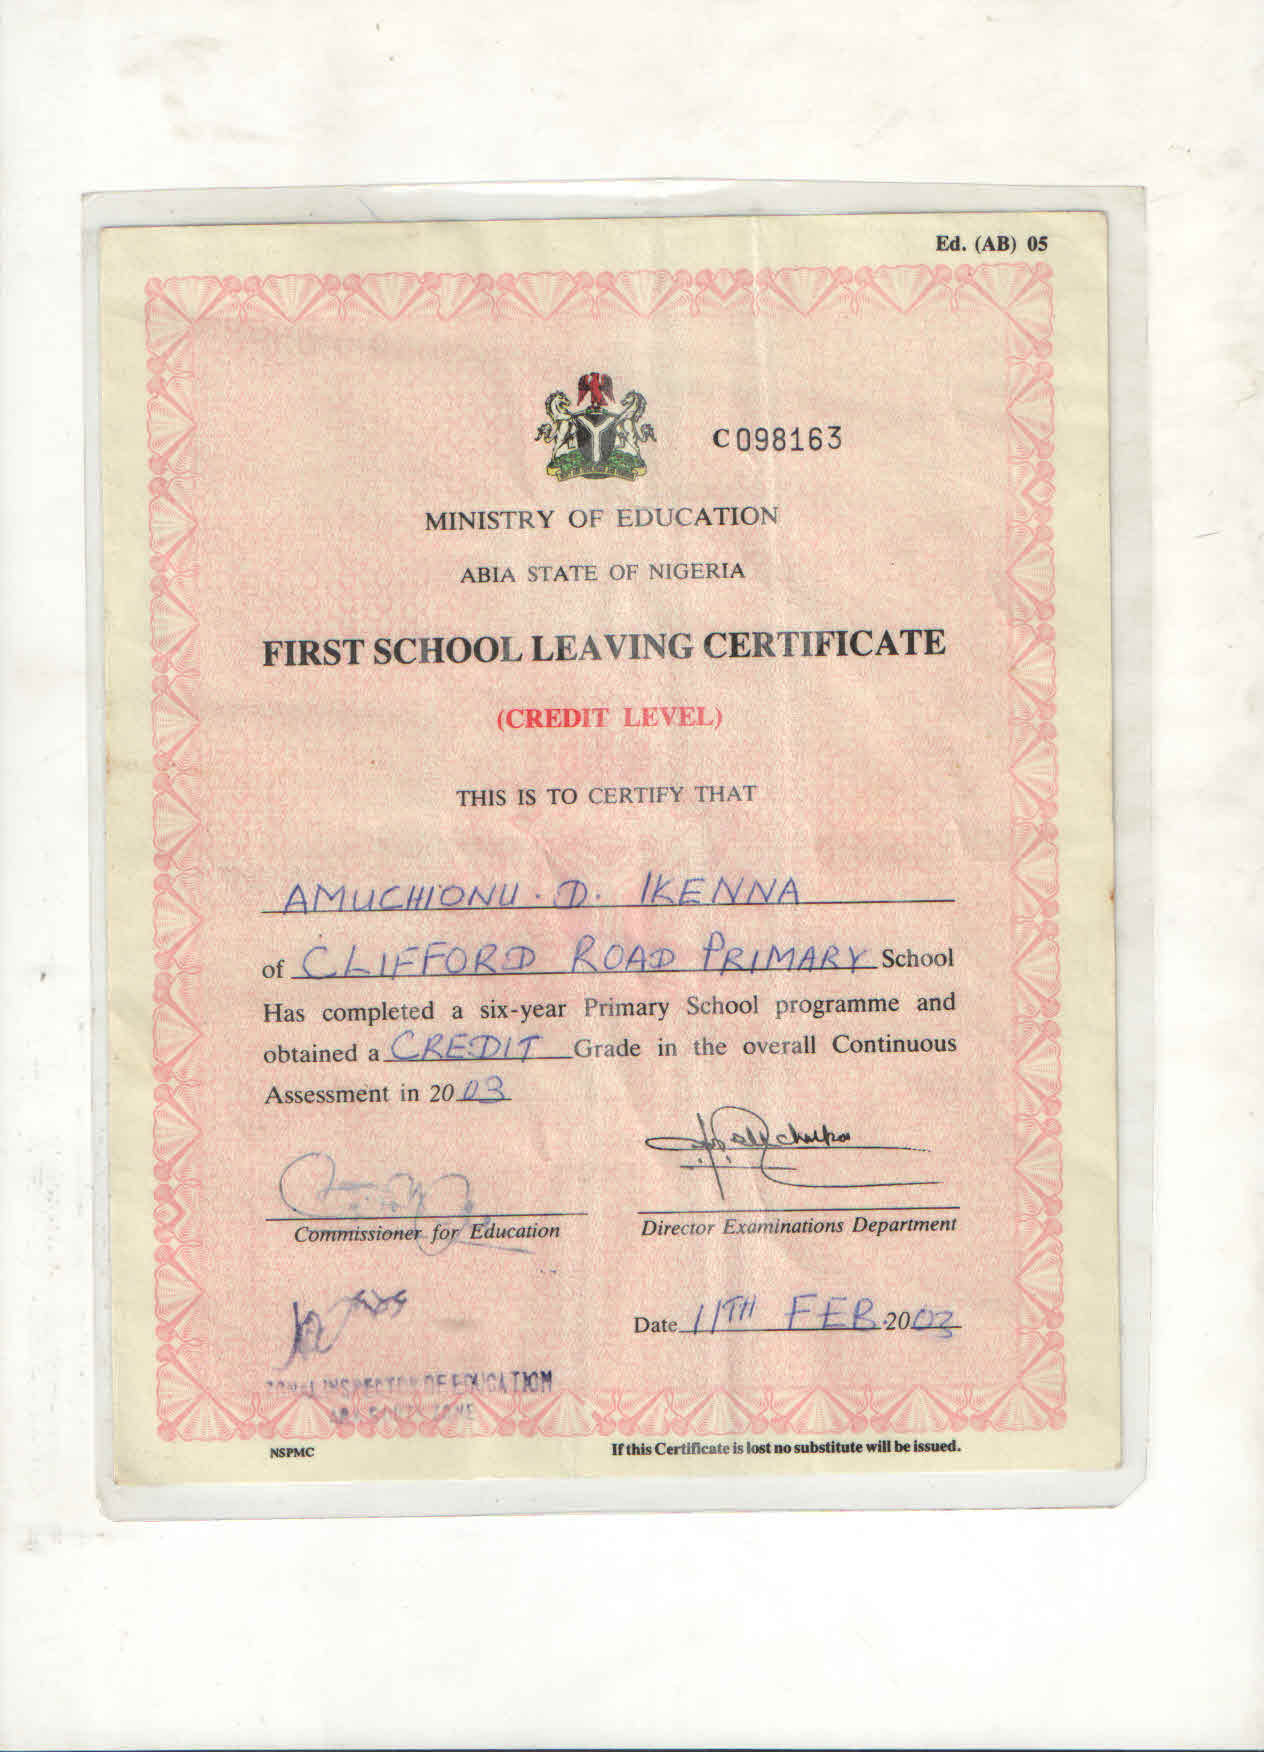 Ed. (AB) 05
C098163
MINISTRY OF EDUCATION
ABIA STATE OF NIGERIA
FIRST SCHOOL LEAVING CERTIFICATE
(CREDIT LEVEL)
THIS IS TO CERTIFY THAT
AMUCHIONU. D. IKENNA
of CLIFFORD ROAD PRIMARY School
Has completed a six-year Primary School programme and
obtained a CREDIT Grade in the overall Continuous
Assessment in 2003
Commissioner for Education
Director Examinations Department
Date 11TH FEB. 2003
INSPECTOR OF EDUCATION
NSPMC
If this Certificate is lost no substitute will be issued.